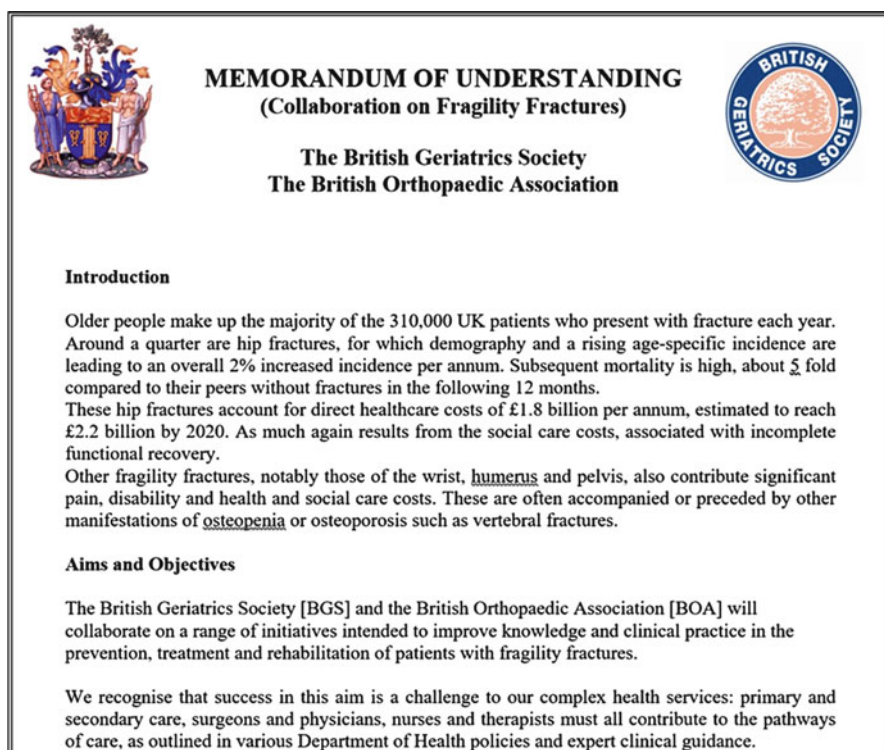 MEMORANDUM OF UNDERSTANDING
(Collaboration on Fragility Fractures)
The British Geriatrics Society
The British Orthopaedic Association
BRITISH
GERIATRICS SOCIETY
Introduction
Older people make up the majority of the 310,000 UK patients who present with fracture each year.
Around a quarter are hip fractures, for which demography and a rising age-specific incidence are
leading to an overall 2% increased incidence per annum. Subsequent mortality is high, about 5 fold
compared to their peers without fractures in the following 12 months.
These hip fractures account for direct healthcare costs of £1.8 billion per annum, estimated to reach
£2.2 billion by 2020. As much again results from the social care costs, associated with incomplete
functional recovery.
Other fragility fractures, notably those of the wrist, humerus and pelvis, also contribute significant
pain, disability and health and social care costs. These are often accompanied or preceded by other
manifestations of osteopenia or osteoporosis such as vertebral fractures.
Aims and Objectives
The British Geriatrics Society [BGS] and the British Orthopaedic Association [BOA] will
collaborate on a range of initiatives intended to improve knowledge and clinical practice in the
prevention, treatment and rehabilitation of patients with fragility fractures.
We recognise that success in this aim is a challenge to our complex health services: primary and
secondary care, surgeons and physicians, nurses and therapists must all contribute to the pathways
of care, as outlined in various Department of Health policies and expert clinical guidance.